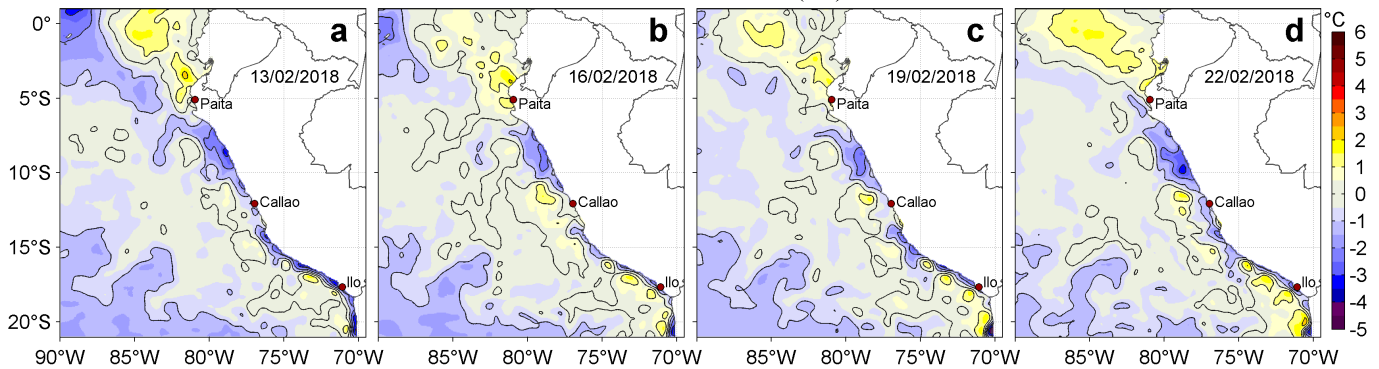 a
b
c
d
°C
13/02/2018
16/02/2018
19/02/2018
22/02/2018
0°
5°S
10°S
15°S
20°S
Paita
Callao
Ilo
Paita
Callao
Ilo
Paita
Callao
Ilo
Paita
Callao
Ilo
90°W 85°W 80°W 75°W 70°W
85°W 80°W 75°W 70°W
85°W 80°W 75°W 70°W
85°W 80°W 75°W 70°W
6
5
4
3
2
1
0
-1
-2
-3
-4
-5